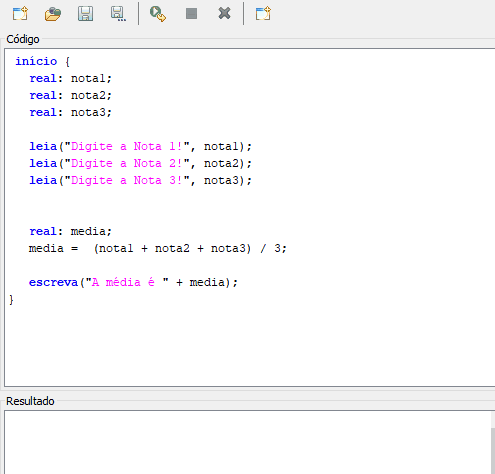 Código
início {
real: nota1;
real: nota2;
real: nota3;
leia("Digite a Nota 1!", nota1);
leia("Digite a Nota 2!", nota2);
leia("Digite a Nota 3!", nota3);
real: media;
media =  (nota1 + nota2 + nota3) / 3;
escreva("A média é " + media);
}
Resultado